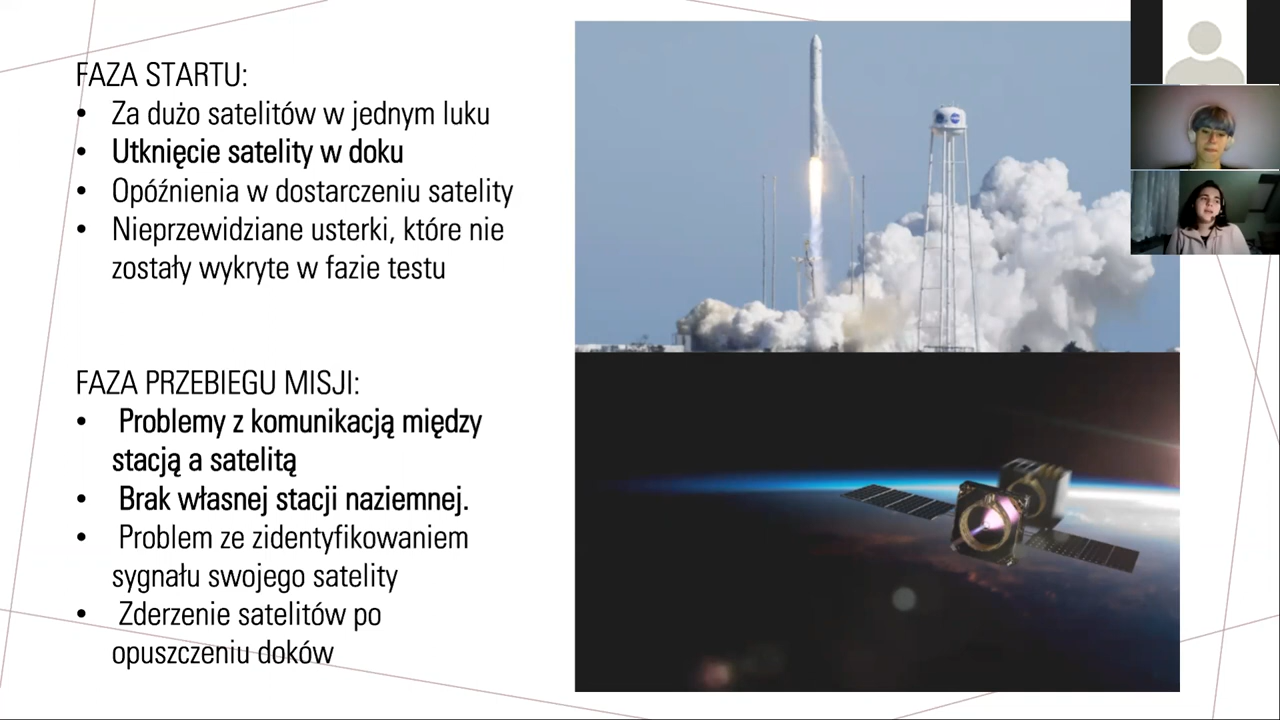 FAZA STARTU:
• Za dużo satelitów w jednym luku
• Utknięcie satelity w doku
• Opóźnienia w dostarczeniu satelity
• Nieprzewidziane usterki, które nie
zostały wykryte w fazie testu
FAZA PRZEBIEGU MISJI:
• Problemy z komunikacją między
stacją a satelitą
• Brak własnej stacji naziemnej.
• Problem ze zidentyfikowaniem
sygnału swojego satelity
• Zderzenie satelitów po
opuszczeniu doków